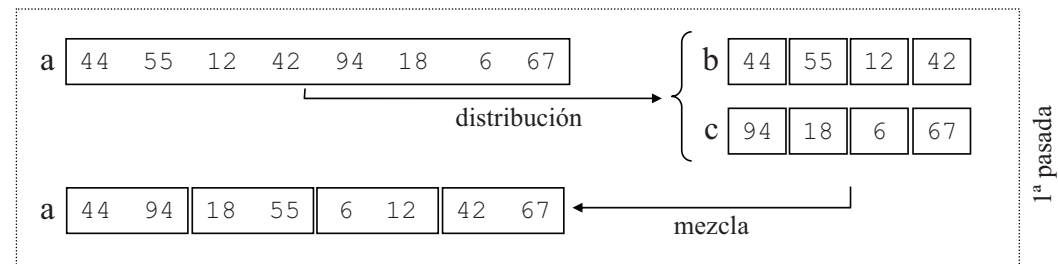 a 44 55 12 42 94 18 6 67
b 44 55 12 42
distribución
c 94 18 6 67
a 44 94 18 55 6 12 42 67
mezcla
1ª pasada